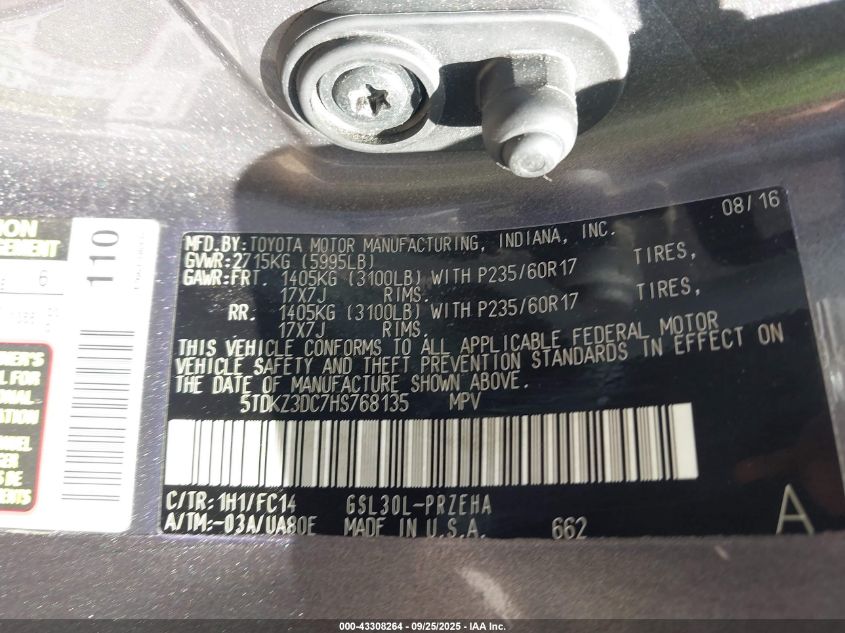 08/16
MFD.BY:TOYOTA MOTOR MANUFACTURING, INDIANA, INC.
GVWR:2715KG (5995LB)
GAWR:FRT. 1405KG (3100LB) WITH P235/60R17 TIRES,
17X7J RIMS.
RR. 1405KG (3100LB) WITH P235/60R17 TIRES,
17X7J RIMS.
THIS VEHICLE CONFORMS TO ALL APPLICABLE FEDERAL MOTOR
VEHICLE SAFETY AND THEFT PREVENTION STANDARDS IN EFFECT ON
THE DATE OF MANUFACTURE SHOWN ABOVE.
5TDKZ3DC7HS768135 MPV
C/TR:1H1/FC14 GSL30L-PRZEHA
A/TM:-03A/UA80E MADE IN U.S.A. 662 A
110
000-43308264 - 09/25/2025 - IAA Inc.